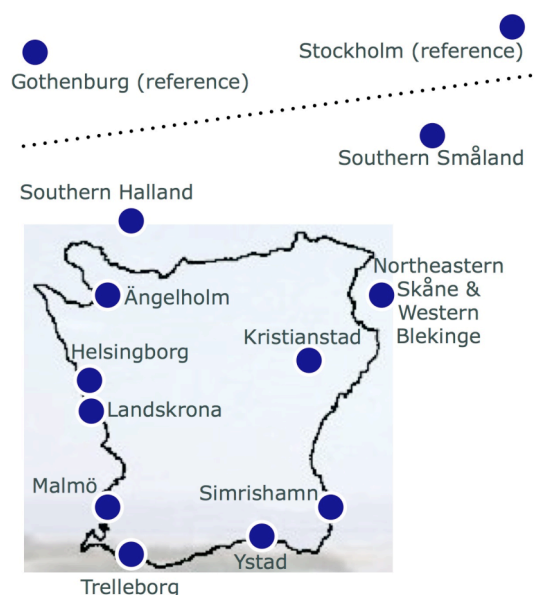 Stockholm (reference)
Gothenburg (reference)
Southern Småland
Southern Halland
Northeastern
Skåne &
Western
Blekinge
Ängelholm
Kristianstad
Helsingborg
Landskrona
Malmö
Simrishamn
Ystad
Trelleborg